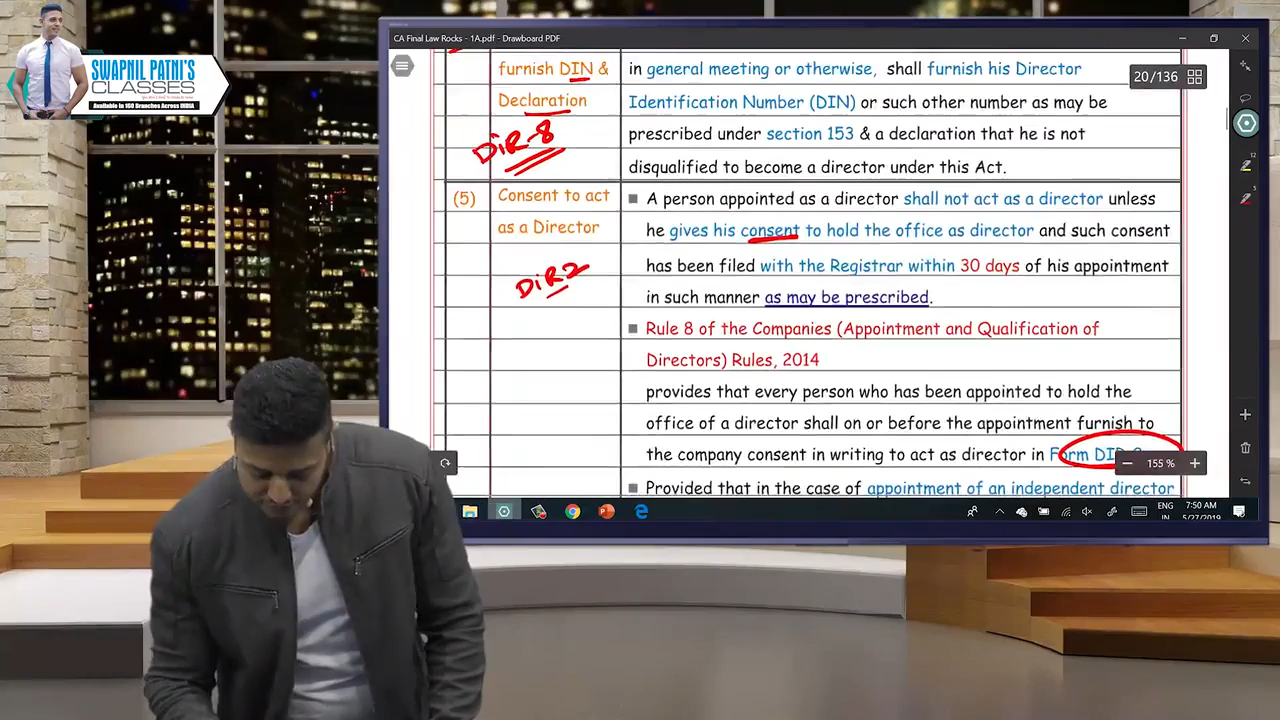 SWAPNIL PATNI'S
CLASSES
Available in 160 Branches Across INDIA
CA Final Law Rocks - 1A.pdf - Drawboard PDF
20/136
furnish DIN &
Declaration
DiR-8
in general meeting or otherwise, shall furnish his Director
Identification Number (DIN) or such other number as may be
prescribed under section 153 & a declaration that he is not
disqualified to become a director under this Act.
(5)
Consent to act
as a Director
DiR2
■ A person appointed as a director shall not act as a director unless
he gives his consent to hold the office as director and such consent
has been filed with the Registrar within 30 days of his appointment
in such manner as may be prescribed.
■ Rule 8 of the Companies (Appointment and Qualification of
Directors) Rules, 2014
provides that every person who has been appointed to hold the
office of a director shall on or before the appointment furnish to
the company consent in writing to act as director in Form
155 %
■ Provided that in the case of appointment of an independent director
ENG
IN
7:50 AM
5/27/2019